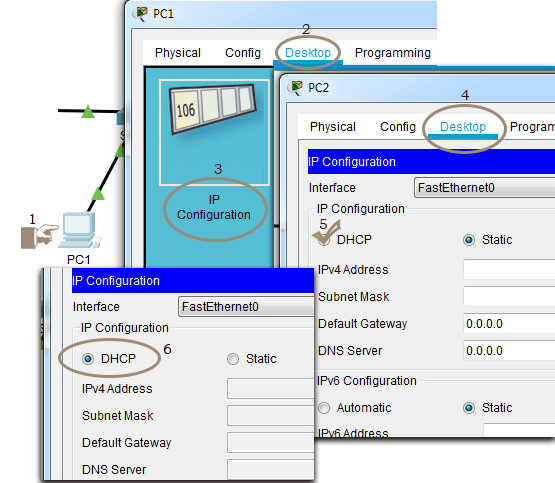 PC1
2
Physical Config Desktop Programming
106
3
IP
Configuration
S
1
PC1
PC2
4
Physical Config Desktop Program
IP Configuration
Interface FastEthernet0
IP Configuration
5
DHCP Static
IPv4 Address
Subnet Mask
Default Gateway 0.0.0.0
DNS Server 0.0.0.0
IPv6 Configuration
Automatic Static
IPv6 Address
IP Configuration
Interface FastEthernet0
IP Configuration
6
DHCP Static
IPv4 Address
Subnet Mask
Default Gateway
DNS Server